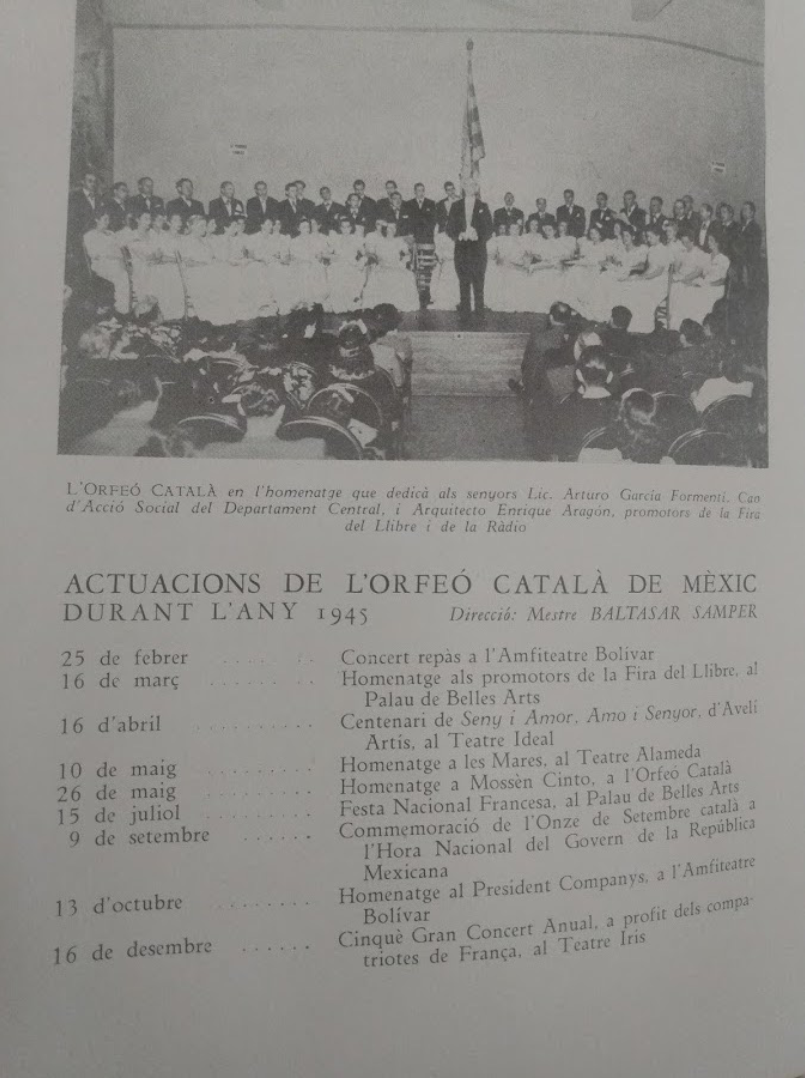 L'ORFEÓ CATALÀ en l'homenatge que dedicà als senyors Lic. Arturo García Formenti, Cap
d'Acció Social del Departament Central, i Arquitecto Enrique Aragón, promotors de la Fira
del Llibre i de la Ràdio
ACTUACIONS DE L'ORFEÓ CATALÀ DE MÈXIC
DURANT L'ANY 1945 Direcció: Mestre BALTASAR SAMPER
25 de febrer . . . . . . . . Concert repàs a l'Amfiteatre Bolívar
16 de març . . . . . . . . Homenatge als promotors de la Fira del Llibre, al
Palau de Belles Arts
16 d'abril . . . . . . . . . Centenari de Seny i Amor, Amo i Senyor, d'Avelí
Artís, al Teatre Ideal
10 de maig . . . . . . . . . Homenatge a les Mares, al Teatre Alameda
26 de maig . . . . . . . . . Homenatge a Mossèn Cinto, a l'Orfeó Català
15 de juliol . . . . . . . . . Festa Nacional Francesa, al Palau de Belles Arts
9 de setembre . . . . . . Commemoració de l'Onze de Setembre català a
l'Hora Nacional del Govern de la República
Mexicana
13 d'octubre . . . . . . . . Homenatge al President Companys, a l'Amfiteatre
Bolívar
16 de desembre . . . . . . Cinquè Gran Concert Anual, a profit dels compa-
triotes de França, al Teatre Iris